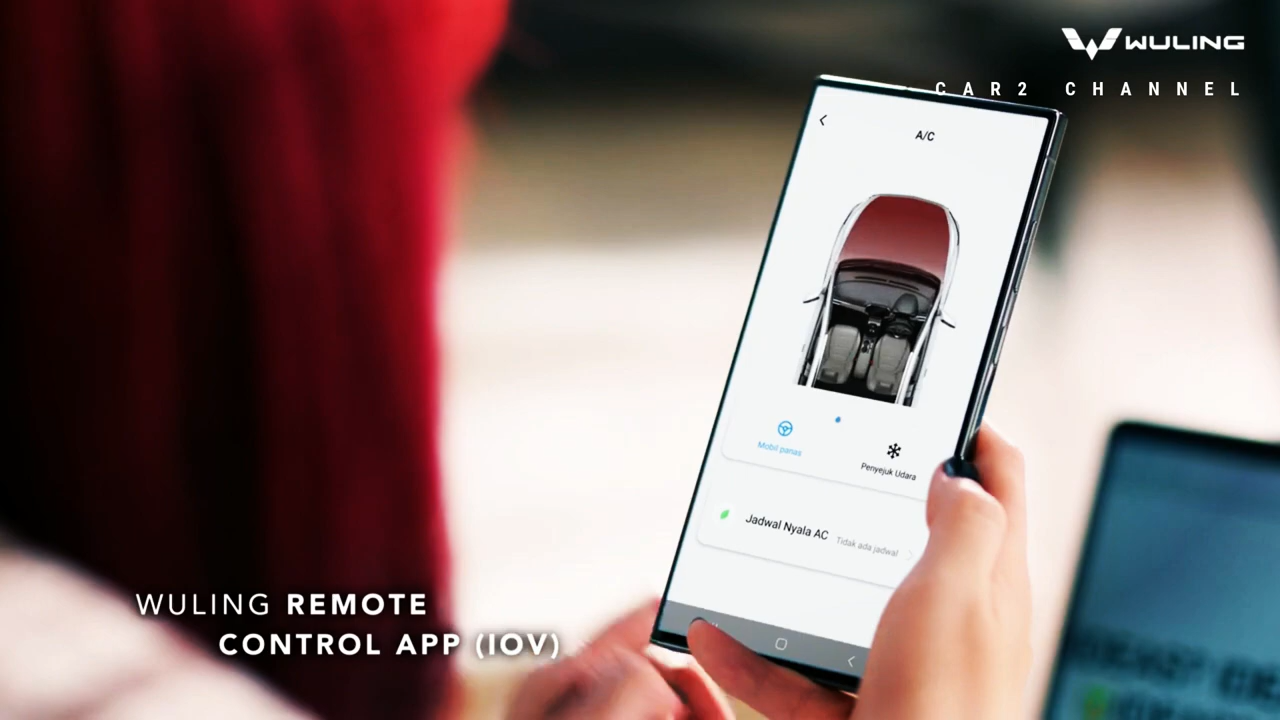 WULING
CAR2 CHANNEL
A/C
Mobil panas
Penyejuk Udara
Jadwal Nyala AC
Tidak ada jadwal
WULING REMOTE
CONTROL APP (IOV)